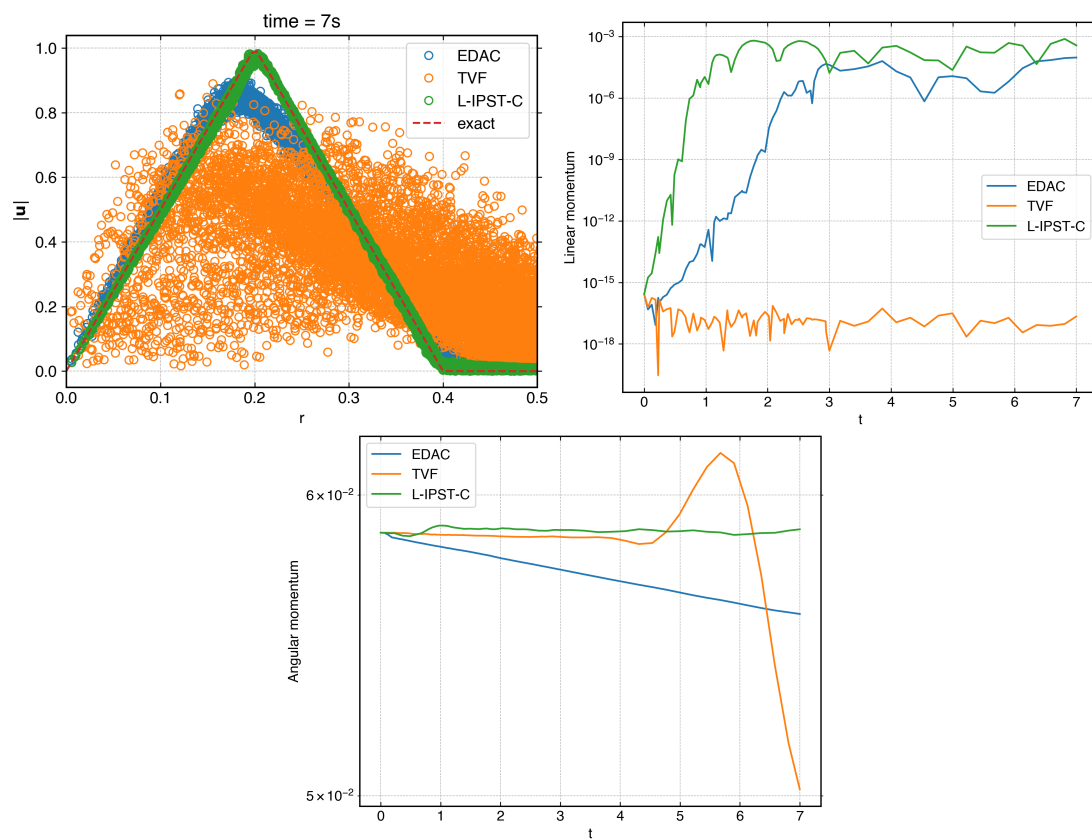 time = 7s
1.0
0.8
0.6
0.4
0.2
0.0
|u|
0.0
0.1
0.2
0.3
0.4
0.5
r
EDAC
TVF
L-IPST-C
exact
10⁻³
10⁻⁶
10⁻⁹
10⁻¹²
10⁻¹⁵
10⁻¹⁸
Linear momentum
0
1
2
3
4
5
6
7
t
EDAC
TVF
L-IPST-C
6 × 10⁻²
5 × 10⁻²
Angular momentum
0
1
2
3
4
5
6
7
t
EDAC
TVF
L-IPST-C